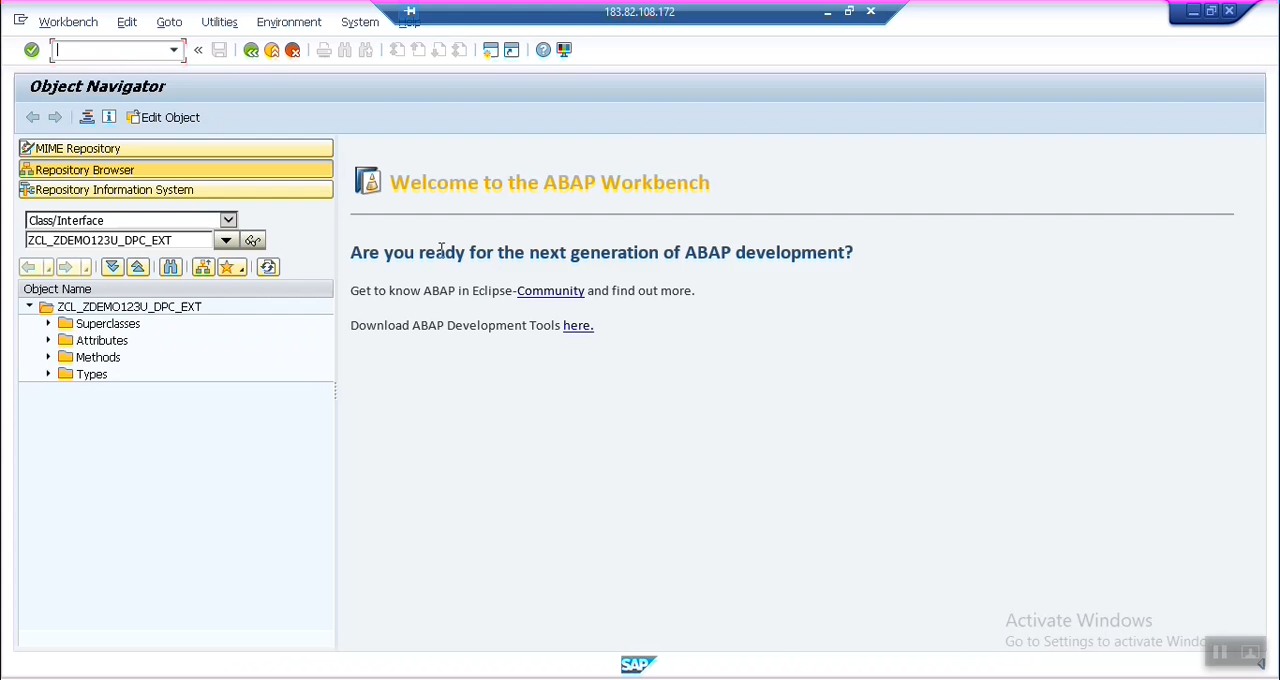 183.82.108.172
Workbench Edit Goto Utilities Environment System Help
Object Navigator
Edit Object
MIME Repository
Repository Browser
Repository Information System
Class/Interface
ZCL_ZDEMO123U_DPC_EXT
Object Name
ZCL_ZDEMO123U_DPC_EXT
Superclasses
Attributes
Methods
Types
Welcome to the ABAP Workbench
Are you ready for the next generation of ABAP development?
Get to know ABAP in Eclipse-Community and find out more.
Download ABAP Development Tools here.
Activate Windows
Go to Settings to activate
SAP